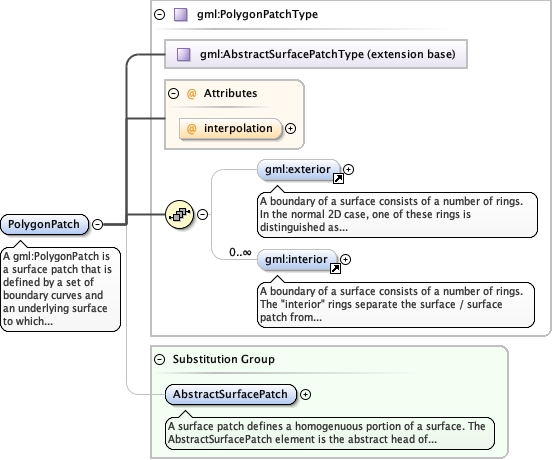 gml:PolygonPatchType
gml:AbstractSurfacePatchType (extension base)
@ Attributes
@ interpolation
gml:exterior
A boundary of a surface consists of a number of rings.
In the normal 2D case, one of these rings is
distinguished as...
0..∞
gml:interior
A boundary of a surface consists of a number of rings.
The "interior" rings separate the surface / surface
patch from...
PolygonPatch
A gml:PolygonPatch is
a surface patch that is
defined by a set of
boundary curves and
an underlying surface
to which...
Substitution Group
AbstractSurfacePatch
A surface patch defines a homogenuous portion of a surface. The
AbstractSurfacePatch element is the abstract head of...